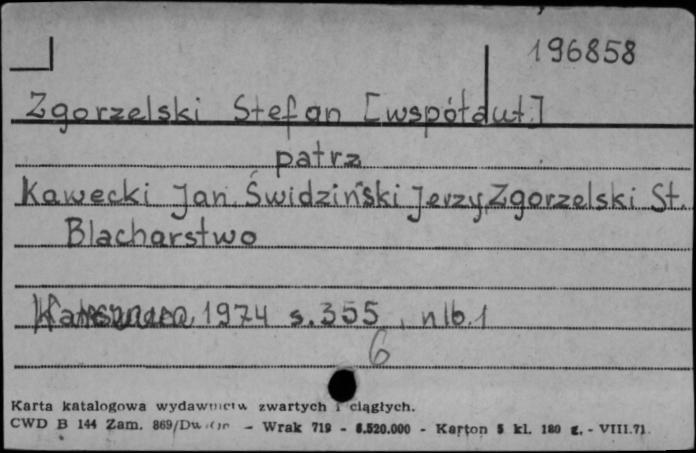 196858
Zgorzelski Stefan [współaut.]
patrz
Kawecki Jan, Świdziński Jerzy, Zgorzelski St.
Blacharstwo
1974 s.355, nlb.1
6
Karta katalogowa wydawnictw zwartych i ciągłych.
CWD B 144 Zam. 869/ - Wrak 719 - 8.520.000 - Karton 5 kl. 180 g. - VIII.71.